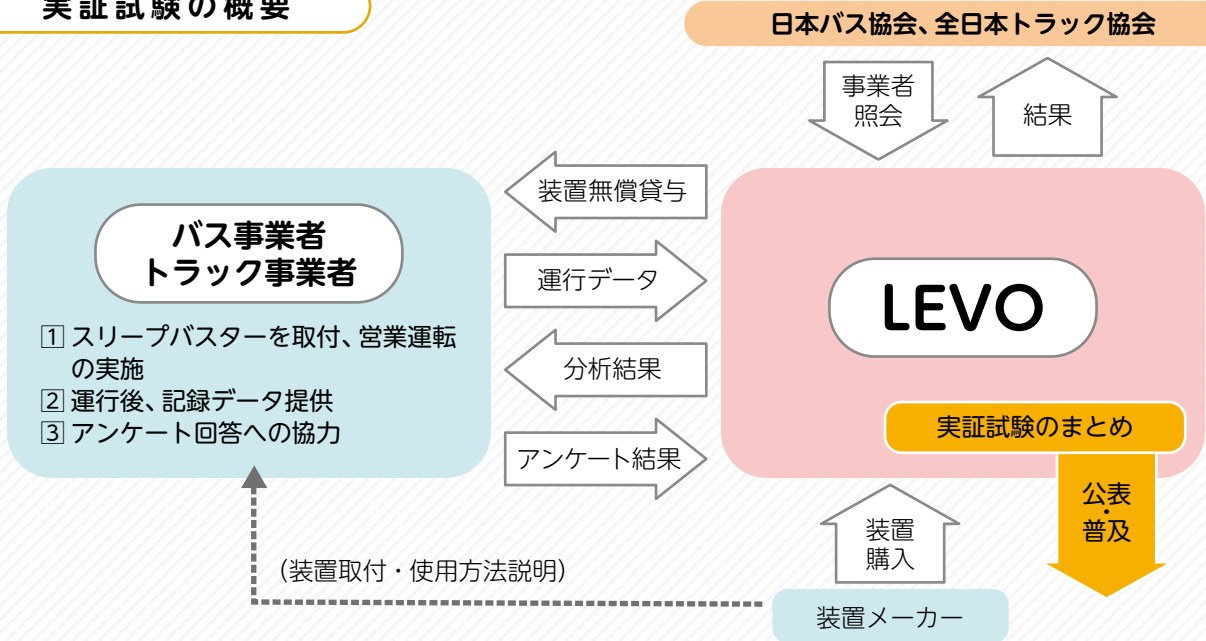 実証試験の概要
日本バス協会、全日本トラック協会
事業者
照会
結果
装置無償貸与
バス事業者
トラック事業者
運行データ
LEVO
1 スリープバスターを取付、営業運転
の実施
2 運行後、記録データ提供
3 アンケート回答への協力
分析結果
アンケート結果
実証試験のまとめ
公表
・
普及
装置
購入
(装置取付・使用方法説明)
装置メーカー